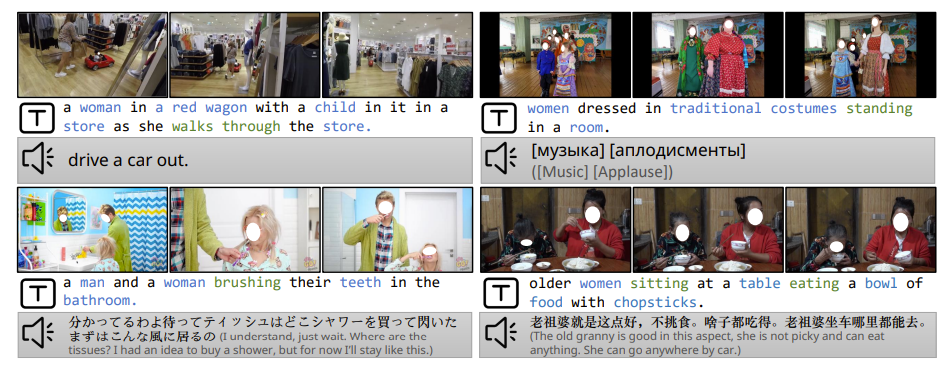 a woman in a red wagon with a child in it in a
store as she walks through the store.
drive a car out.
women dressed in traditional costumes standing
in a room.
[музыка] [аплодисменты]
([Music] [Applause])
a man and a woman brushing their teeth in the
bathroom.
分かってるわよ待ってティッシュはどこシャワーを買って閃いた
まずはこんな風に居るの (I understand, just wait. Where are the
tissues? I had an idea to buy a shower, but for now I'll stay like this.)
older women sitting at a table eating a bowl of
food with chopsticks.
老祖婆就是这点好，不挑食。啥子都吃得。老祖婆坐车哪里都能去。
(The old granny is good in this aspect, she is not picky and can eat
anything. She can go anywhere by car.)